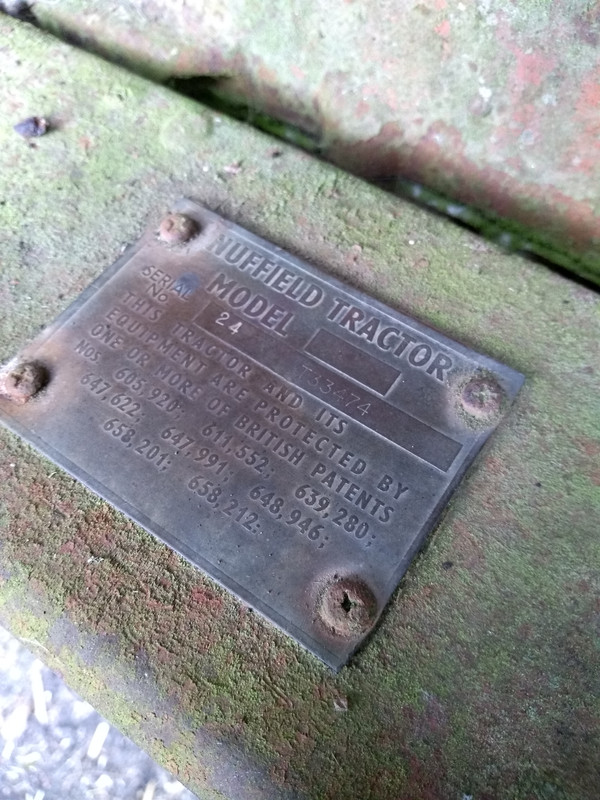 NUFFIELD TRACTOR
MODEL
SERIAL NO 24 T33474
THIS TRACTOR AND ITS
EQUIPMENT ARE PROTECTED BY
ONE OR MORE OF BRITISH PATENTS
NOS 605,920. 611,552; 639,280;
647,622; 647,991; 648,946;
658,201; 658,212.